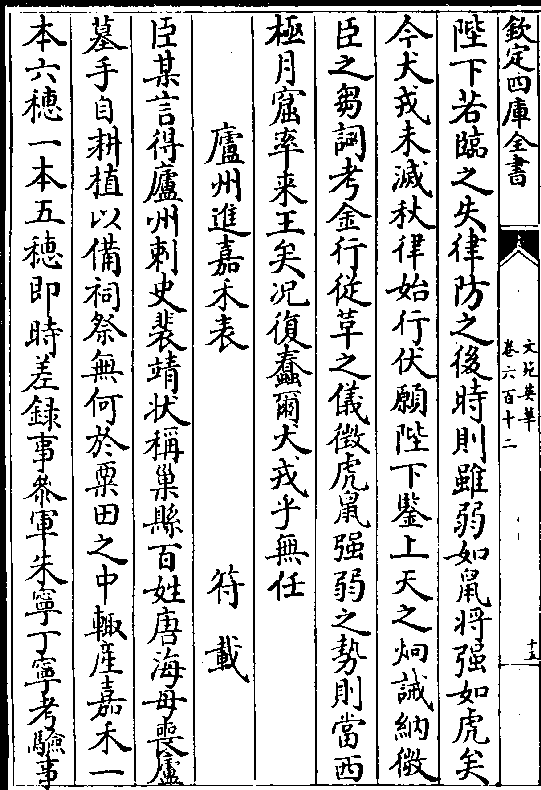 欽定四庫全書
文苑英華
卷六百十二
十五
陛下若臨之失律防之後時則雖弱如鼠將强如虎矣
今犬戎未滅秋律始行伏願陛下鑒上天之炯誡納微
臣之芻詞考金行從草之儀徵虎鼠强弱之勢則當西
極月窟率來王矣况復蠢爾犬戎乎無任
廬州進嘉禾表 符載
臣某言得廬州刺史裴靖狀稱巢縣百姓唐海母喪廬
墓手自耕植以備祠祭無何於粟田之中輙産嘉禾一
本六穗一本五穗即時差録事叅軍朱寧丁寧考驗事